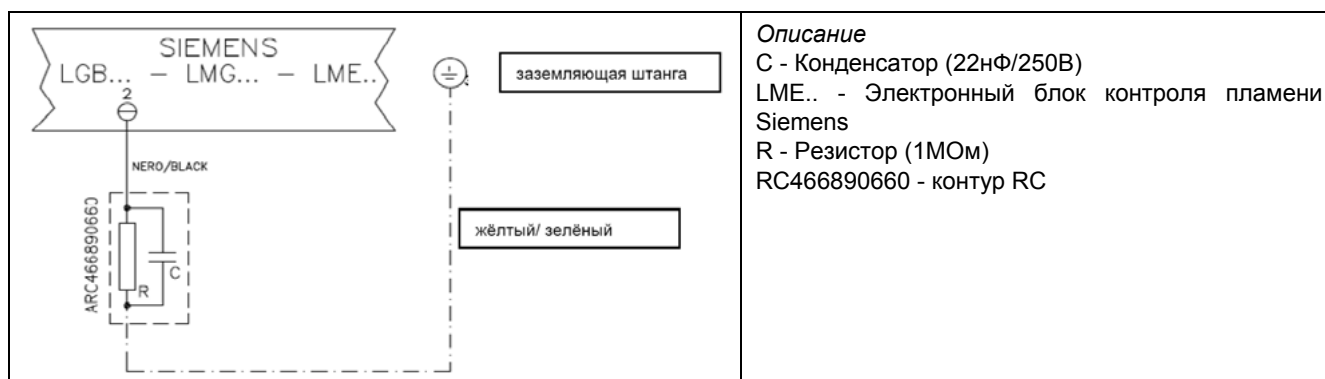 SIEMENS
LGB... – LMG... – LME..
2
NERO/BLACK
ARC466890660
R
C
заземляющая штанга
жёлтый/ зелёный
Описание
C - Конденсатор (22нФ/250В)
LME.. - Электронный блок контроля пламени
Siemens
R - Резистор (1МОм)
RC466890660 - контур RC